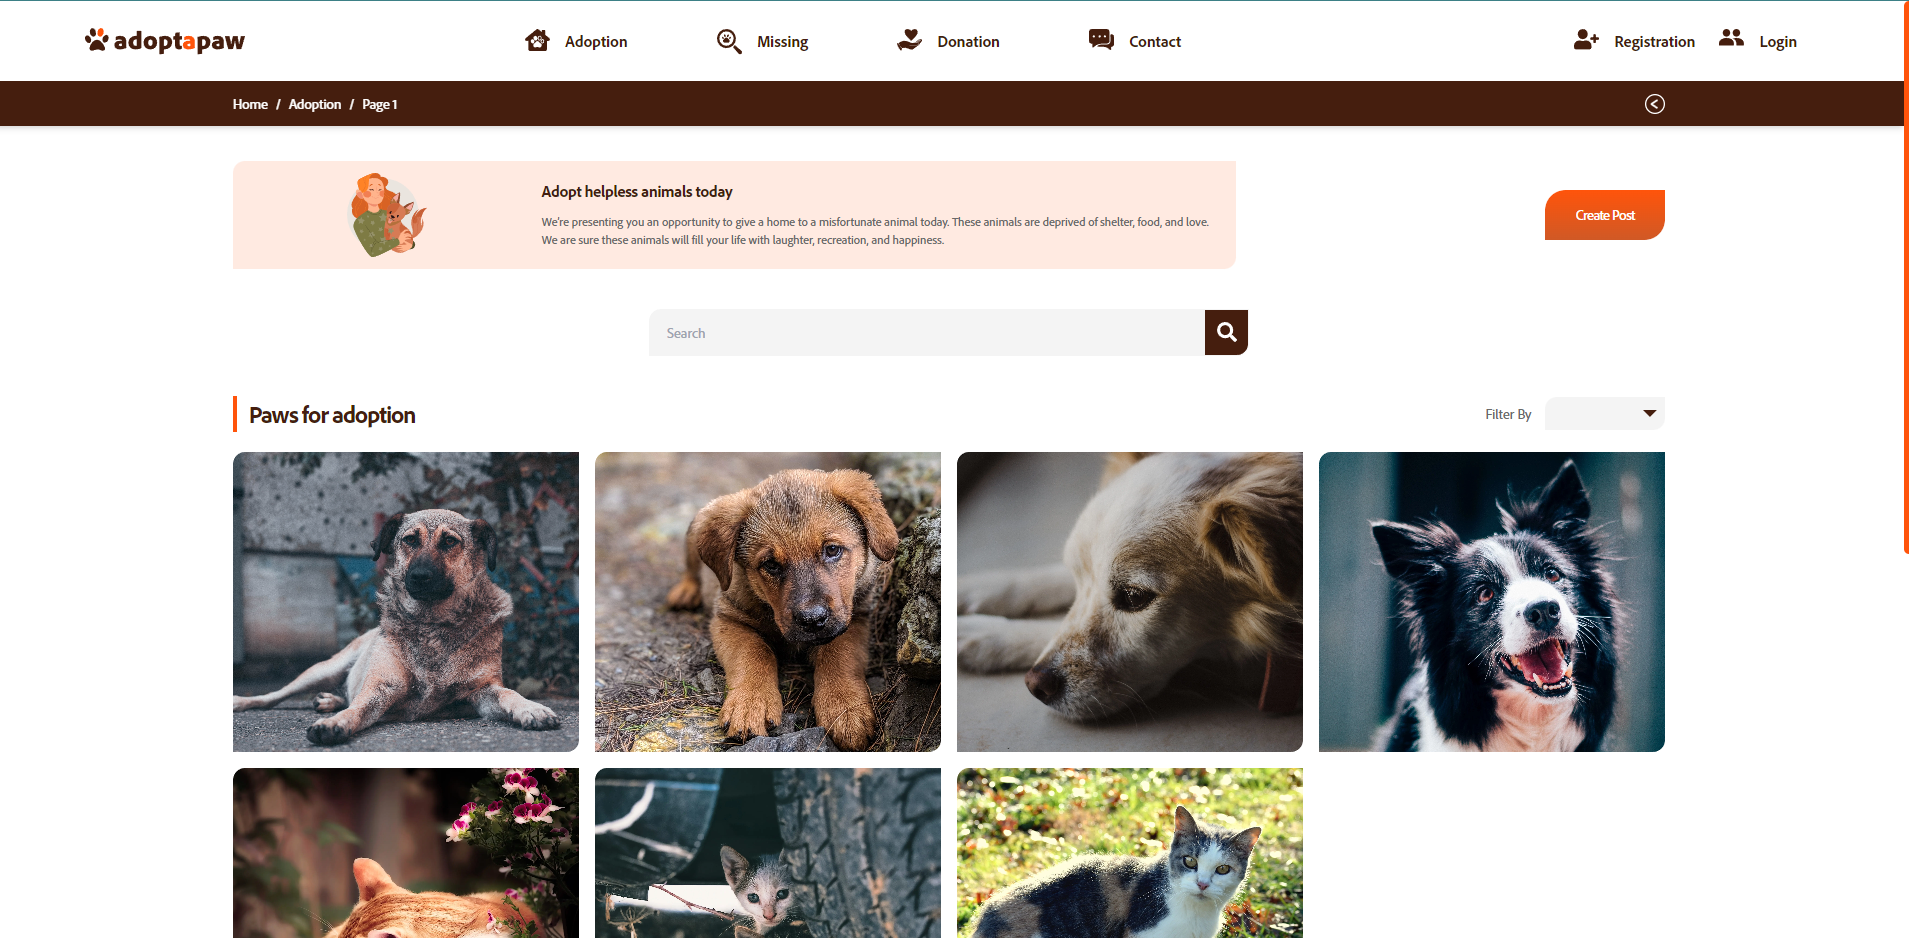 adoptapaw
Adoption
Missing
Donation
Contact
Registration
Login
Home / Adoption / Page 1
Adopt helpless animals today
We're presenting you an opportunity to give a home to a misfortunate animal today. These animals are deprived of shelter, food, and love.
We are sure these animals will fill your life with laughter, recreation, and happiness.
Create Post
Search
Paws for adoption
Filter By